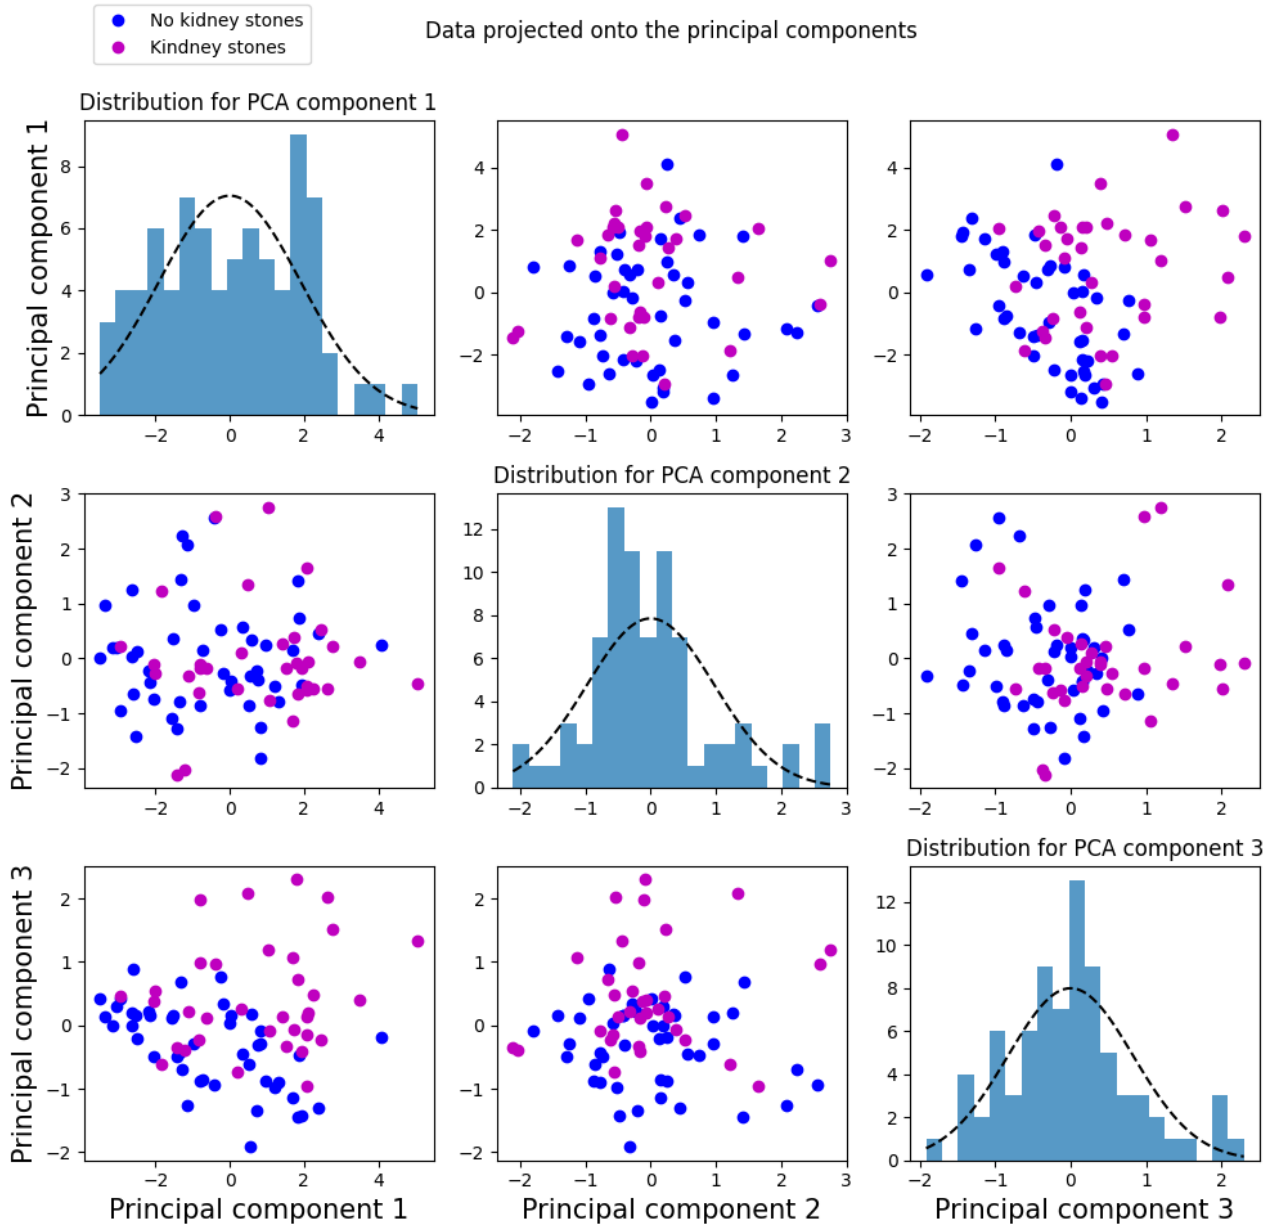 No kidney stones
Kindney stones
Data projected onto the principal components
Distribution for PCA component 1
Principal component 1
8
6
4
2
0
−2 0 2 4
4
2
0
−2
−2 −1 0 1 2 3
4
2
0
−2
−2 −1 0 1 2
Distribution for PCA component 2
Principal component 2
3
2
1
0
−1
−2
−2 0 2 4
12
10
8
6
4
2
0
−2 −1 0 1 2 3
3
2
1
0
−1
−2
−2 −1 0 1 2
Distribution for PCA component 3
Principal component 3
2
1
0
−1
−2
−2 0 2 4
2
1
0
−1
−2
−2 −1 0 1 2 3
12
10
8
6
4
2
0
−2 −1 0 1 2
Principal component 1
Principal component 2
Principal component 3